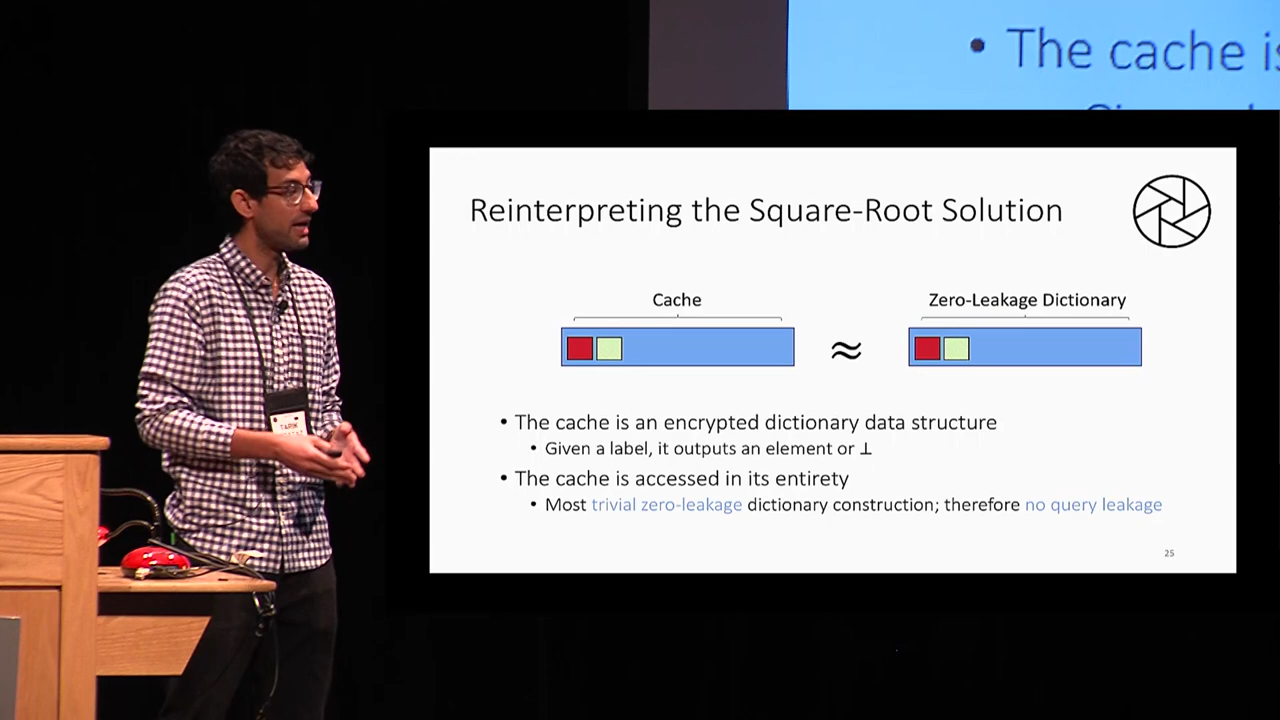 • The cache is
Reinterpreting the Square-Root Solution
Cache
Zero-Leakage Dictionary
≈
• The cache is an encrypted dictionary data structure
• Given a label, it outputs an element or ⊥
• The cache is accessed in its entirety
• Most trivial zero-leakage dictionary construction; therefore no query leakage
25
TARIK